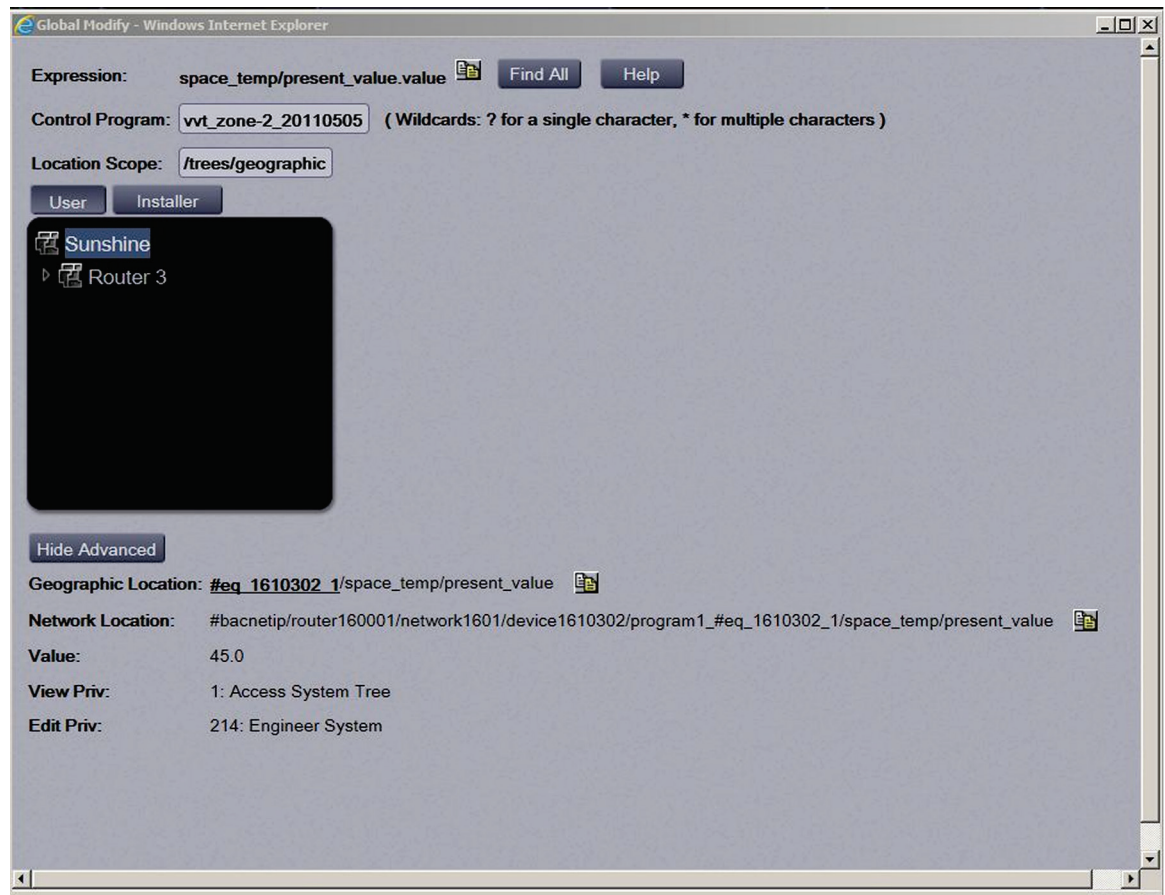 Global Modify - Windows Internet Explorer
Expression: space_temp/present_value.value Find All Help
Control Program: vvt_zone-2_20110505 ( Wildcards: ? for a single character, * for multiple characters )
Location Scope: /trees/geographic
User Installer
Sunshine
Router 3
Hide Advanced
Geographic Location: #eq_1610302_1/space_temp/present_value
Network Location: #bacnetip/router160001/network1601/device1610302/program1_#eq_1610302_1/space_temp/present_value
Value: 45.0
View Priv: 1: Access System Tree
Edit Priv: 214: Engineer System